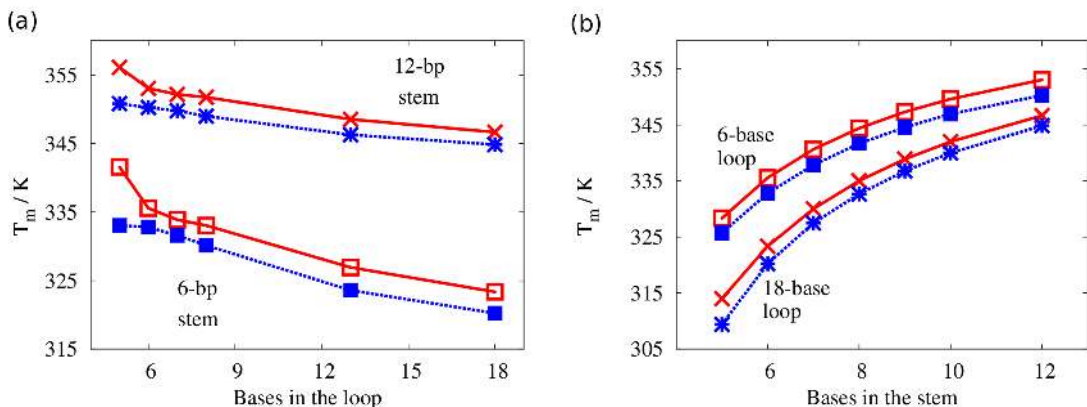 (a)
355
345
335
325
315
T_m / K
12-bp
stem
6-bp
stem
6 9 12 15 18
Bases in the loop
(b)
355
345
335
325
315
305
T_m / K
6-base
loop
18-base
loop
6 8 10 12
Bases in the stem